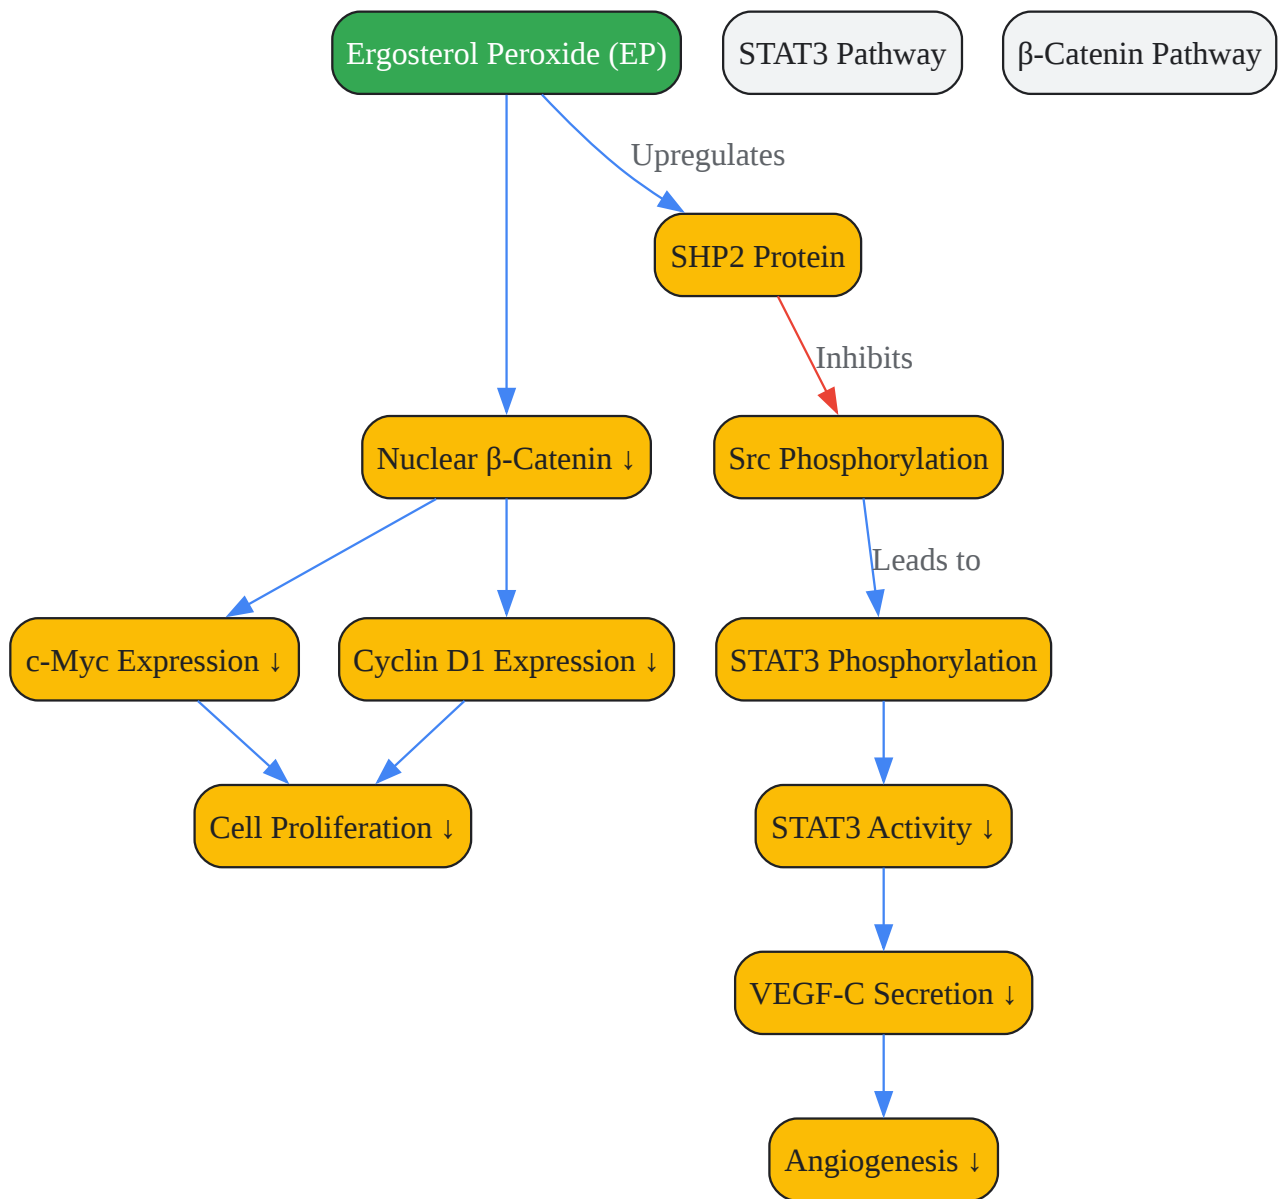 Ergosterol Peroxide (EP)
STAT3 Pathway
β-Catenin Pathway
Upregulates
SHP2 Protein
Inhibits
Nuclear β-Catenin ↓
Src Phosphorylation
Leads to
c-Myc Expression ↓
Cyclin D1 Expression ↓
STAT3 Phosphorylation
Cell Proliferation ↓
STAT3 Activity ↓
VEGF-C Secretion ↓
Angiogenesis ↓